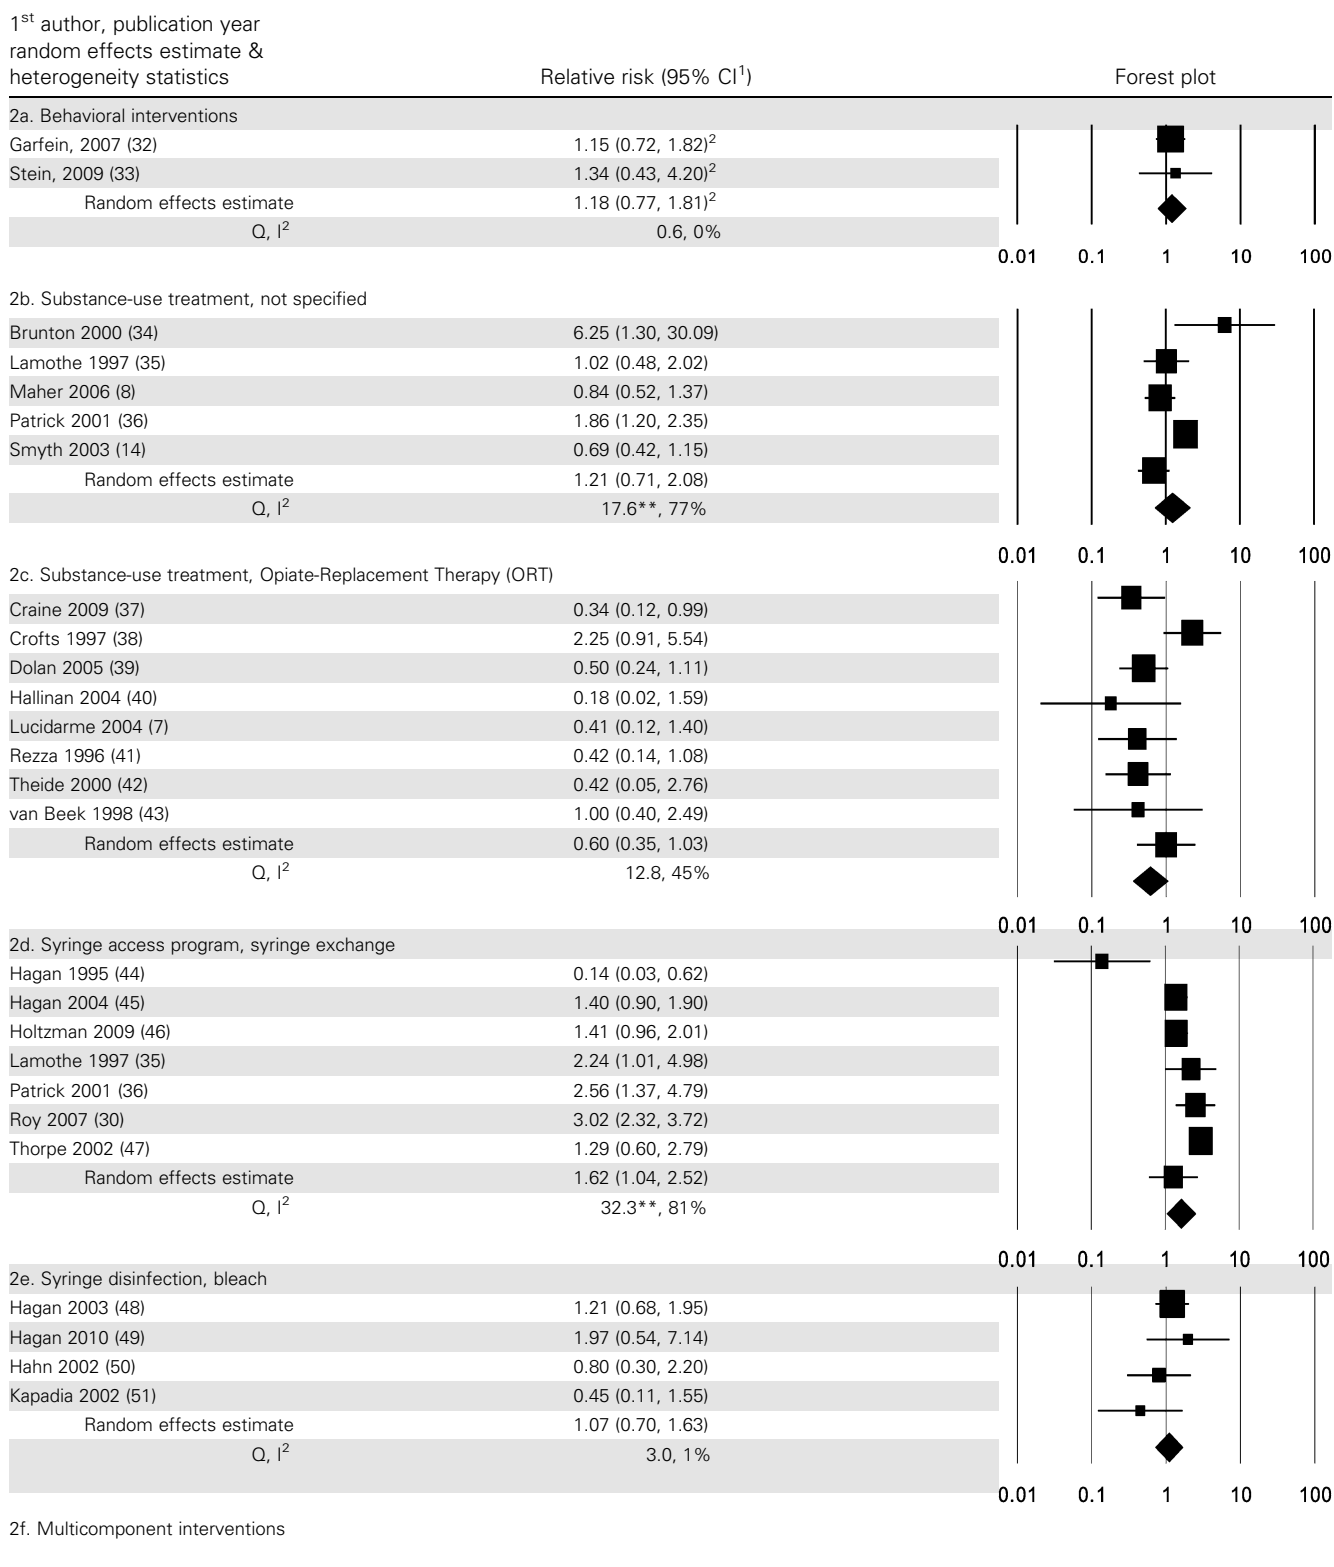 1st author, publication year
random effects estimate &
heterogeneity statistics Relative risk (95% CI1) Forest plot
2a. Behavioral interventions
Garfein, 2007 (32) 1.15 (0.72, 1.82)2
Stein, 2009 (33) 1.34 (0.43, 4.20)2
Random effects estimate 1.18 (0.77, 1.81)2
Q, I2 0.6, 0%
0.01 0.1 1 10 100
2b. Substance-use treatment, not specified
Brunton 2000 (34) 6.25 (1.30, 30.09)
Lamothe 1997 (35) 1.02 (0.48, 2.02)
Maher 2006 (8) 0.84 (0.52, 1.37)
Patrick 2001 (36) 1.86 (1.20, 2.35)
Smyth 2003 (14) 0.69 (0.42, 1.15)
Random effects estimate 1.21 (0.71, 2.08)
Q, I2 17.6**, 77%
0.01 0.1 1 10 100
2c. Substance-use treatment, Opiate-Replacement Therapy (ORT)
Craine 2009 (37) 0.34 (0.12, 0.99)
Crofts 1997 (38) 2.25 (0.91, 5.54)
Dolan 2005 (39) 0.50 (0.24, 1.11)
Hallinan 2004 (40) 0.18 (0.02, 1.59)
Lucidarme 2004 (7) 0.41 (0.12, 1.40)
Rezza 1996 (41) 0.42 (0.14, 1.08)
Theide 2000 (42) 0.42 (0.05, 2.76)
van Beek 1998 (43) 1.00 (0.40, 2.49)
Random effects estimate 0.60 (0.35, 1.03)
Q, I2 12.8, 45%
0.01 0.1 1 10 100
2d. Syringe access program, syringe exchange
Hagan 1995 (44) 0.14 (0.03, 0.62)
Hagan 2004 (45) 1.40 (0.90, 1.90)
Holtzman 2009 (46) 1.41 (0.96, 2.01)
Lamothe 1997 (35) 2.24 (1.01, 4.98)
Patrick 2001 (36) 2.56 (1.37, 4.79)
Roy 2007 (30) 3.02 (2.32, 3.72)
Thorpe 2002 (47) 1.29 (0.60, 2.79)
Random effects estimate 1.62 (1.04, 2.52)
Q, I2 32.3**, 81%
0.01 0.1 1 10 100
2e. Syringe disinfection, bleach
Hagan 2003 (48) 1.21 (0.68, 1.95)
Hagan 2010 (49) 1.97 (0.54, 7.14)
Hahn 2002 (50) 0.80 (0.30, 2.20)
Kapadia 2002 (51) 0.45 (0.11, 1.55)
Random effects estimate 1.07 (0.70, 1.63)
Q, I2 3.0, 1%
0.01 0.1 1 10 100
2f. Multicomponent interventions